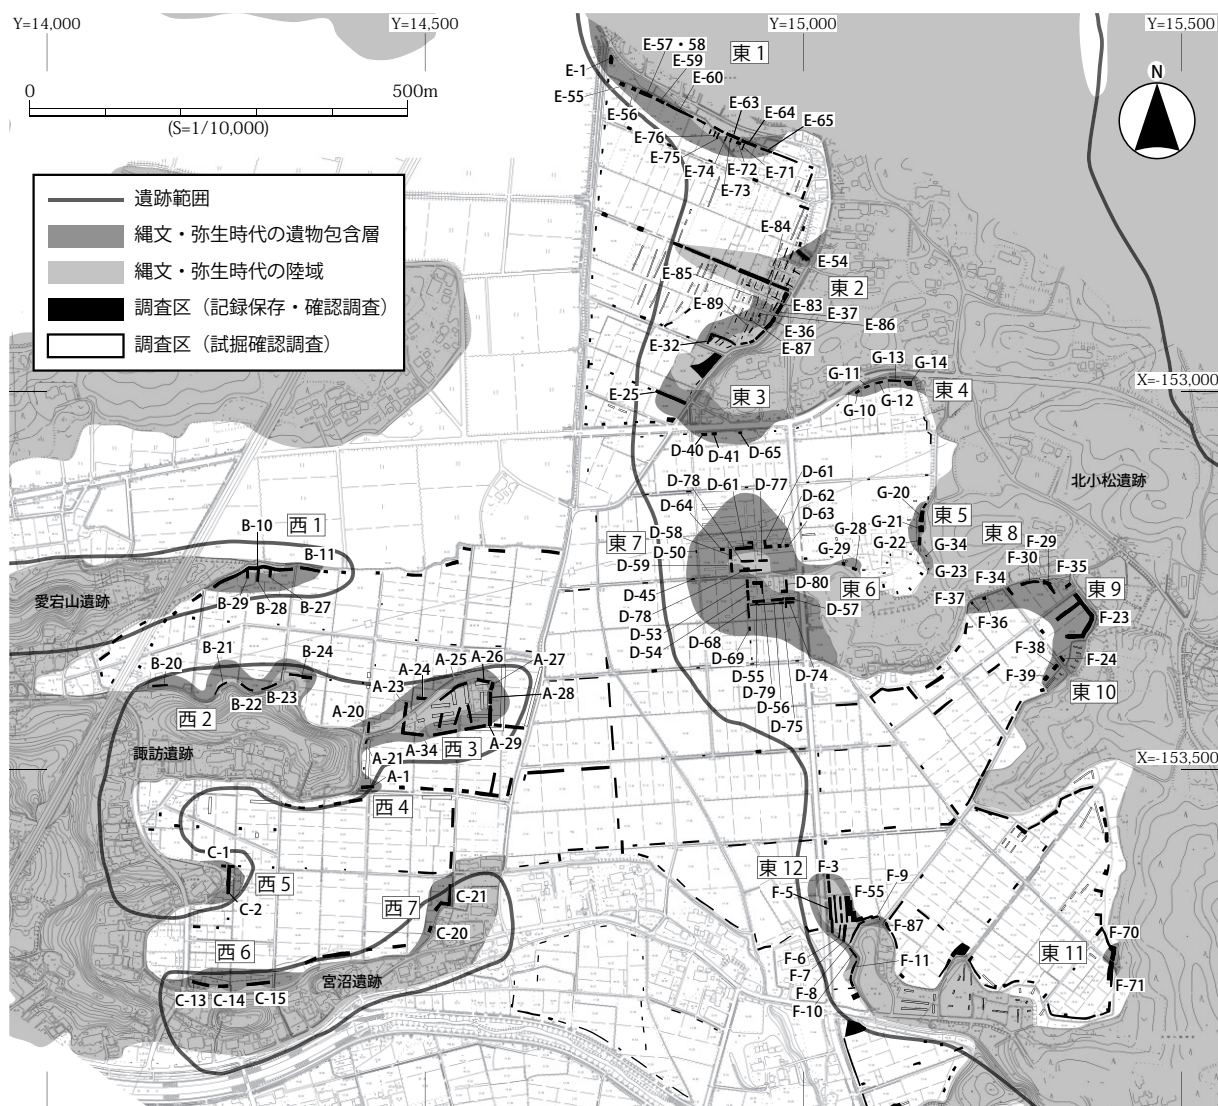 Y=14,000
Y=14,500
Y=15,000
Y=15,500
0
500m
(S=1/10,000)
N
遺跡範囲
縄文・弥生時代の遺物包含層
縄文・弥生時代の陸域
調査区（記録保存・確認調査）
調査区（試掘確認調査）
E-57・58
東 1
E-59
E-1
E-60
E-55
E-56
E-63
E-64
E-65
E-76
E-75
E-74
E-72
E-71
E-73
E-84
E-54
E-85
東 2
E-89
E-83
E-37
E-36
E-86
E-32
E-87
G-13
G-14
G-11
X=-153,000
E-25
東 3
G-12
東 4
G-10
D-40
D-41
D-65
D-78
D-61
D-77
D-61
D-64
D-62
D-63
北小松遺跡
G-20
東 5
D-58
G-28
G-21
東 8
東 7
D-50
G-22
G-34
F-29
D-59
G-29
F-30
F-35
G-23
F-34
D-80
東 6
東 9
D-45
F-37
D-57
D-78
F-36
F-23
D-53
D-68
F-38
D-54
D-69
F-24
D-55
D-74
F-39
D-79
東 10
D-56
D-75
B-10
西 1
B-11
愛宕山遺跡
B-29
B-28
B-27
B-21
B-24
B-20
A-25
A-26
A-27
A-24
A-23
A-28
B-22
B-23
西 2
A-20
諏訪遺跡
A-34
西 3
A-29
A-21
A-1
X=-153,500
西 4
C-1
西 5
C-2
西 7
C-21
C-20
西 6
宮沼遺跡
C-13
C-14
C-15
東 12
F-3
F-9
F-5
F-55
F-87
F-70
F-6
F-11
東 11
F-7
F-8
F-71
F-10